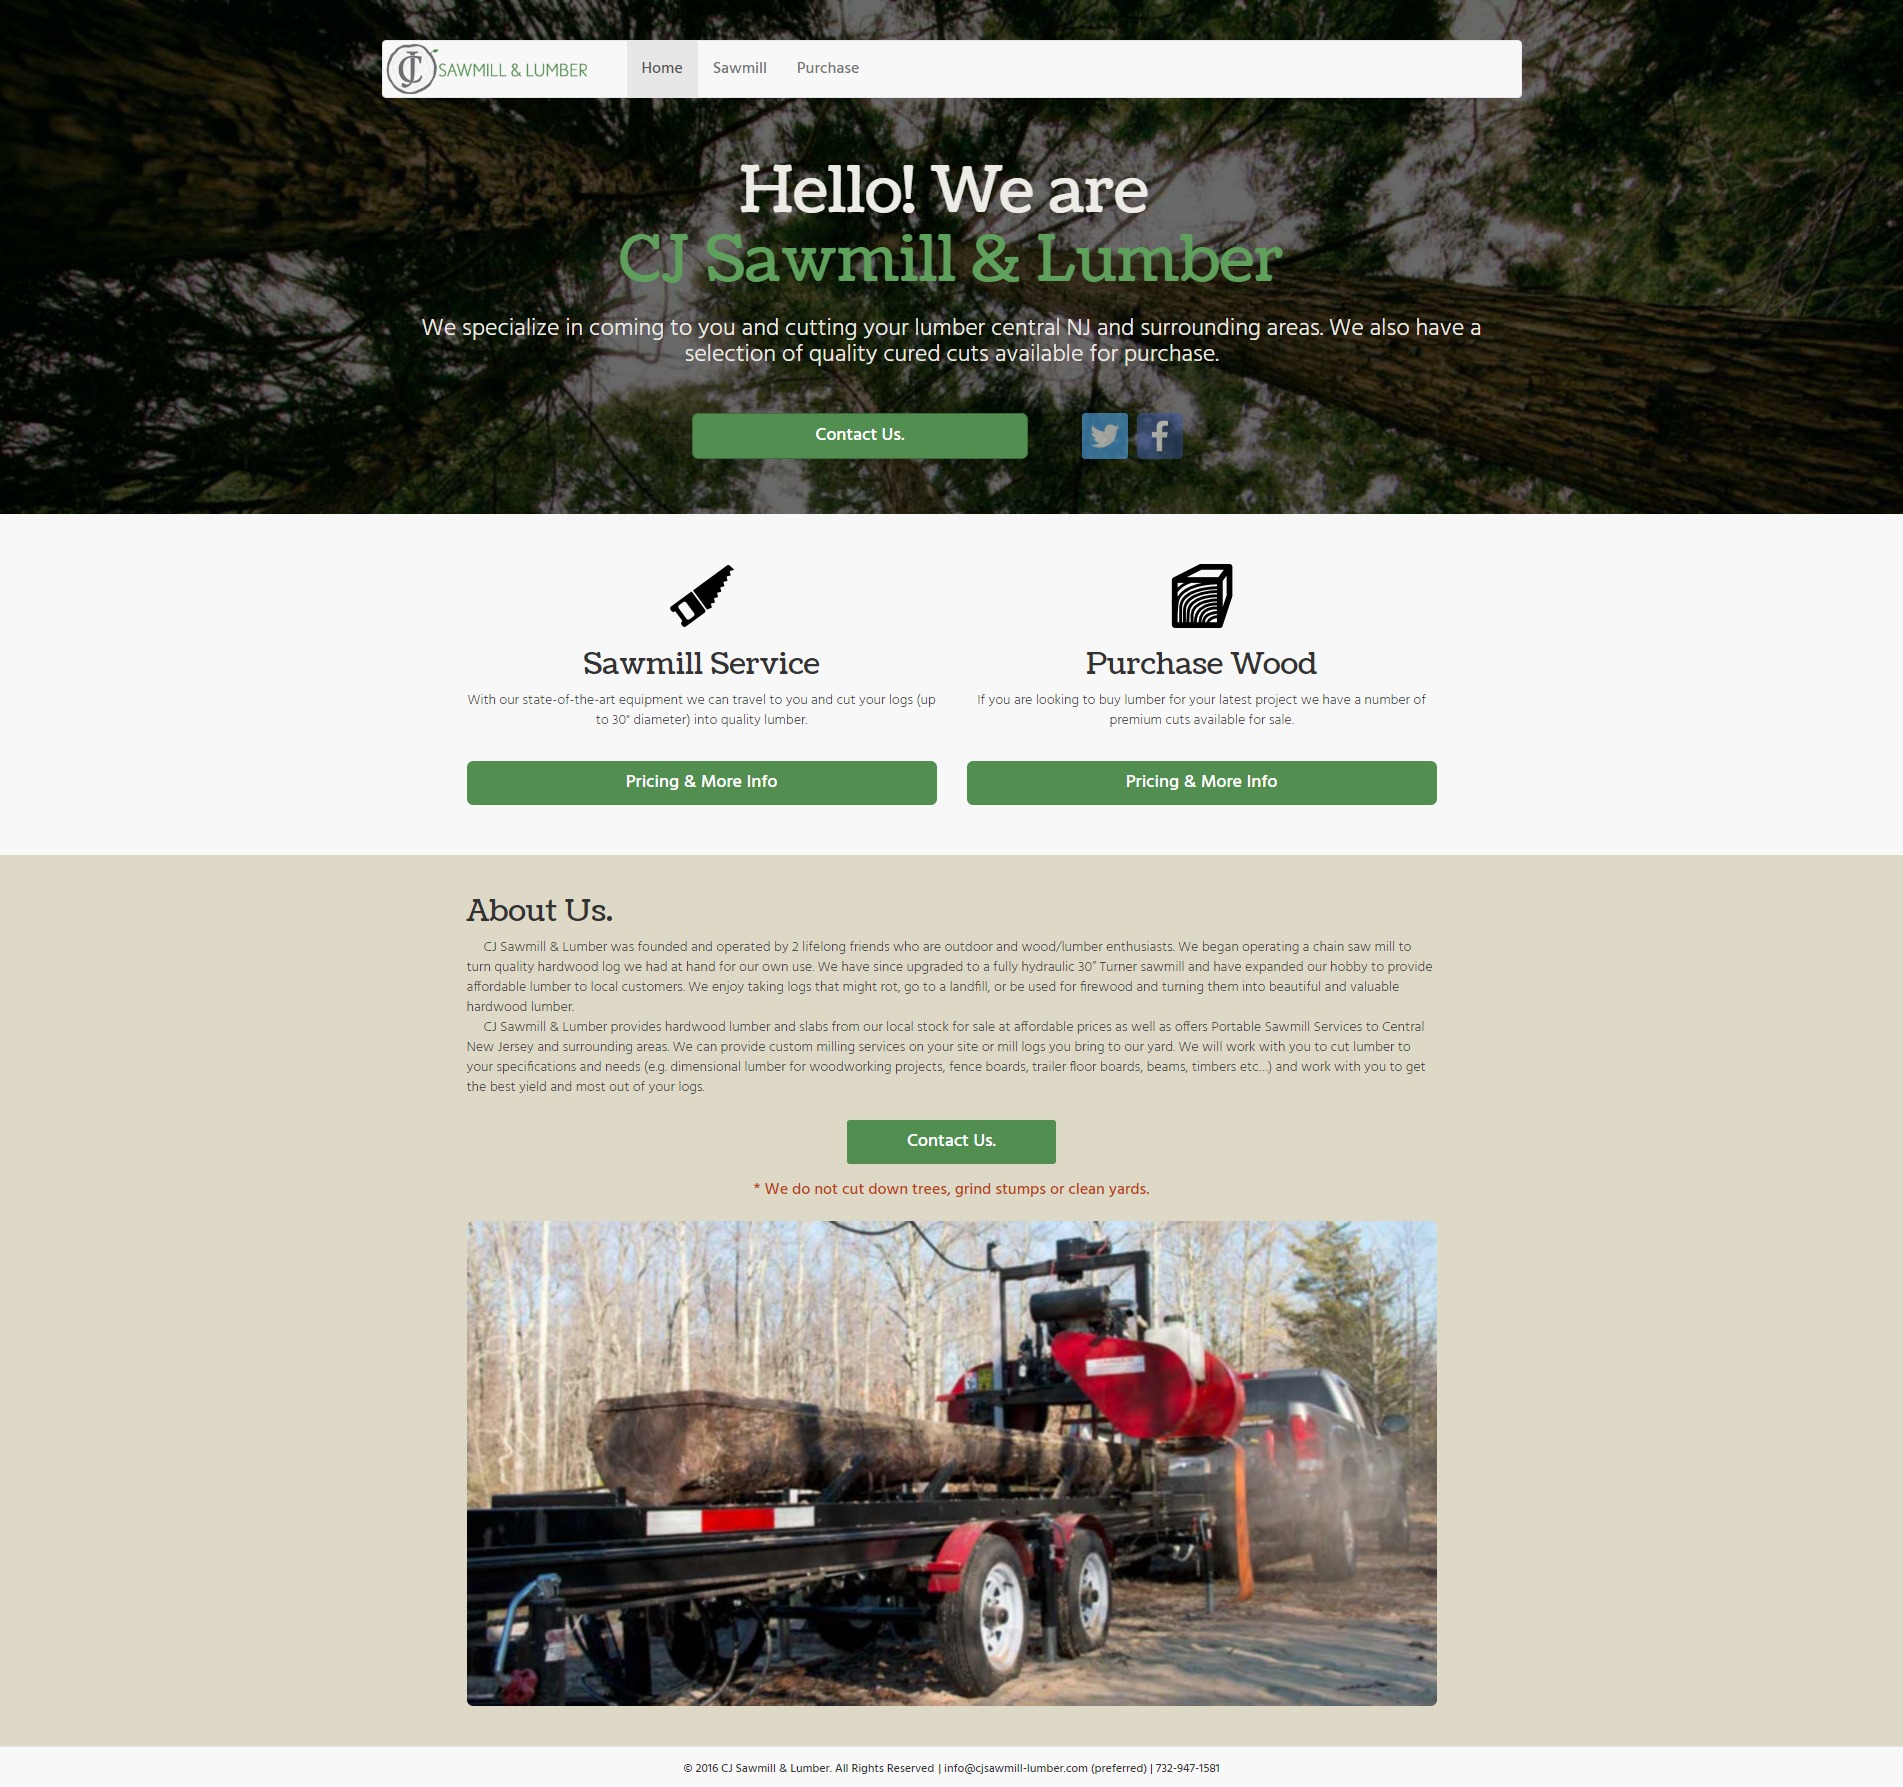 CJ SAWMILL & LUMBER
Home
Sawmill
Purchase
Hello! We are
CJ Sawmill & Lumber
We specialize in coming to you and cutting your lumber central NJ and surrounding areas. We also have a
selection of quality cured cuts available for purchase.
Contact Us.
Sawmill Service
With our state-of-the-art equipment we can travel to you and cut your logs (up
to 30" diameter) into quality lumber.
Pricing & More Info
Purchase Wood
If you are looking to buy lumber for your latest project we have a number of
premium cuts available for sale.
Pricing & More Info
About Us.
CJ Sawmill & Lumber was founded and operated by 2 lifelong friends who are outdoor and wood/lumber enthusiasts. We began operating a chain saw mill to
turn quality hardwood log we had at hand for our own use. We have since upgraded to a fully hydraulic 30” Turner sawmill and have expanded our hobby to provide
affordable lumber to local customers. We enjoy taking logs that might rot, go to a landfill, or be used for firewood and turning them into beautiful and valuable
hardwood lumber.
CJ Sawmill & Lumber provides hardwood lumber and slabs from our local stock for sale at affordable prices as well as offers Portable Sawmill Services to Central
New Jersey and surrounding areas. We can provide custom milling services on your site or mill logs you bring to our yard. We will work with you to cut lumber to
your specifications and needs (e.g. dimensional lumber for woodworking projects, fence boards, trailer floor boards, beams, timbers etc…) and work with you to get
the best yield and most out of your logs.
Contact Us.
* We do not cut down trees, grind stumps or clean yards.
© 2016 CJ Sawmill & Lumber. All Rights Reserved | info@cjsawmill-lumber.com (preferred) | 732-947-1581